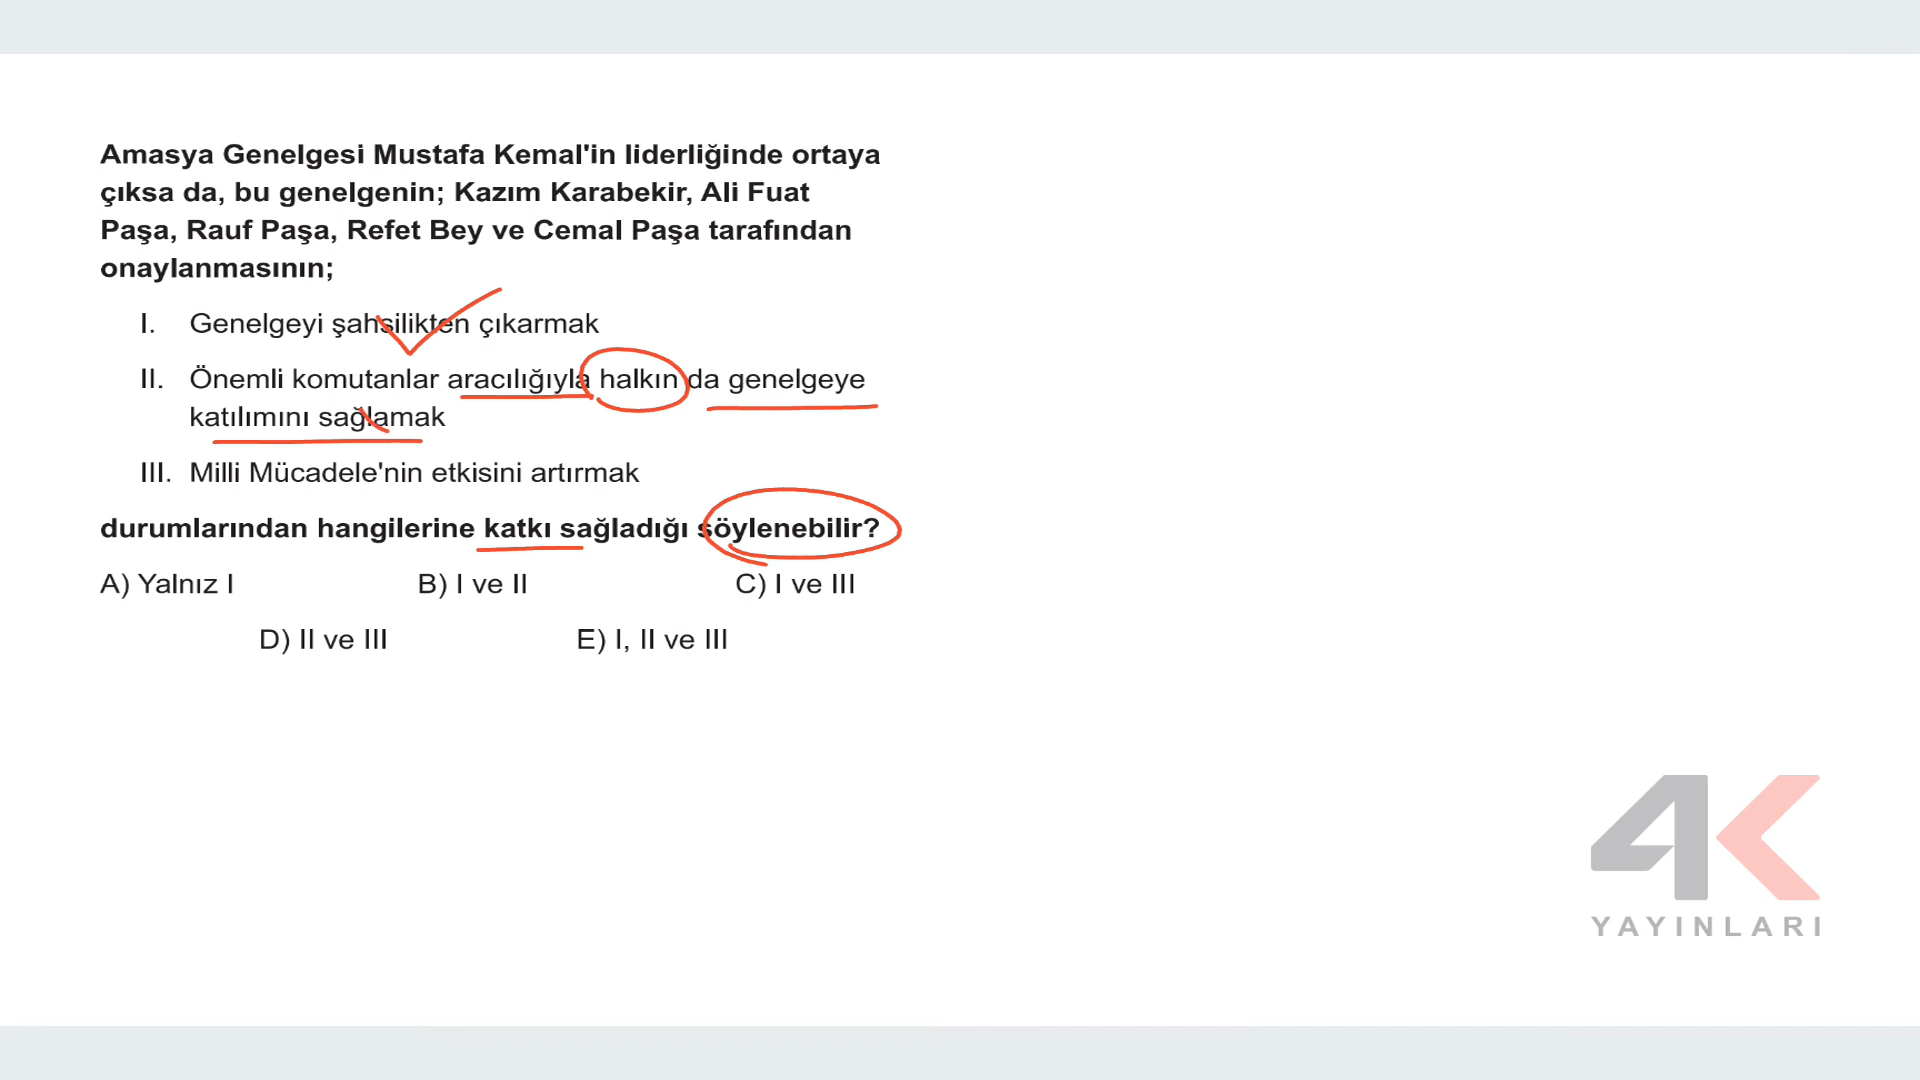 Amasya Genelgesi Mustafa Kemal'in liderliğinde ortaya
çıksa da, bu genelgenin; Kazım Karabekir, Ali Fuat
Paşa, Rauf Paşa, Refet Bey ve Cemal Paşa tarafından
onaylanmasının;
I. Genelgeyi şahsilikten çıkarmak
II. Önemli komutanlar aracılığıyla halkın da genelgeye
katılımını sağlamak
III. Milli Mücadele'nin etkisini artırmak
durumlarından hangilerine katkı sağladığı söylenebilir?
A) Yalnız I B) I ve II C) I ve III
D) II ve III E) I, II ve III
4K
YAYINLARI